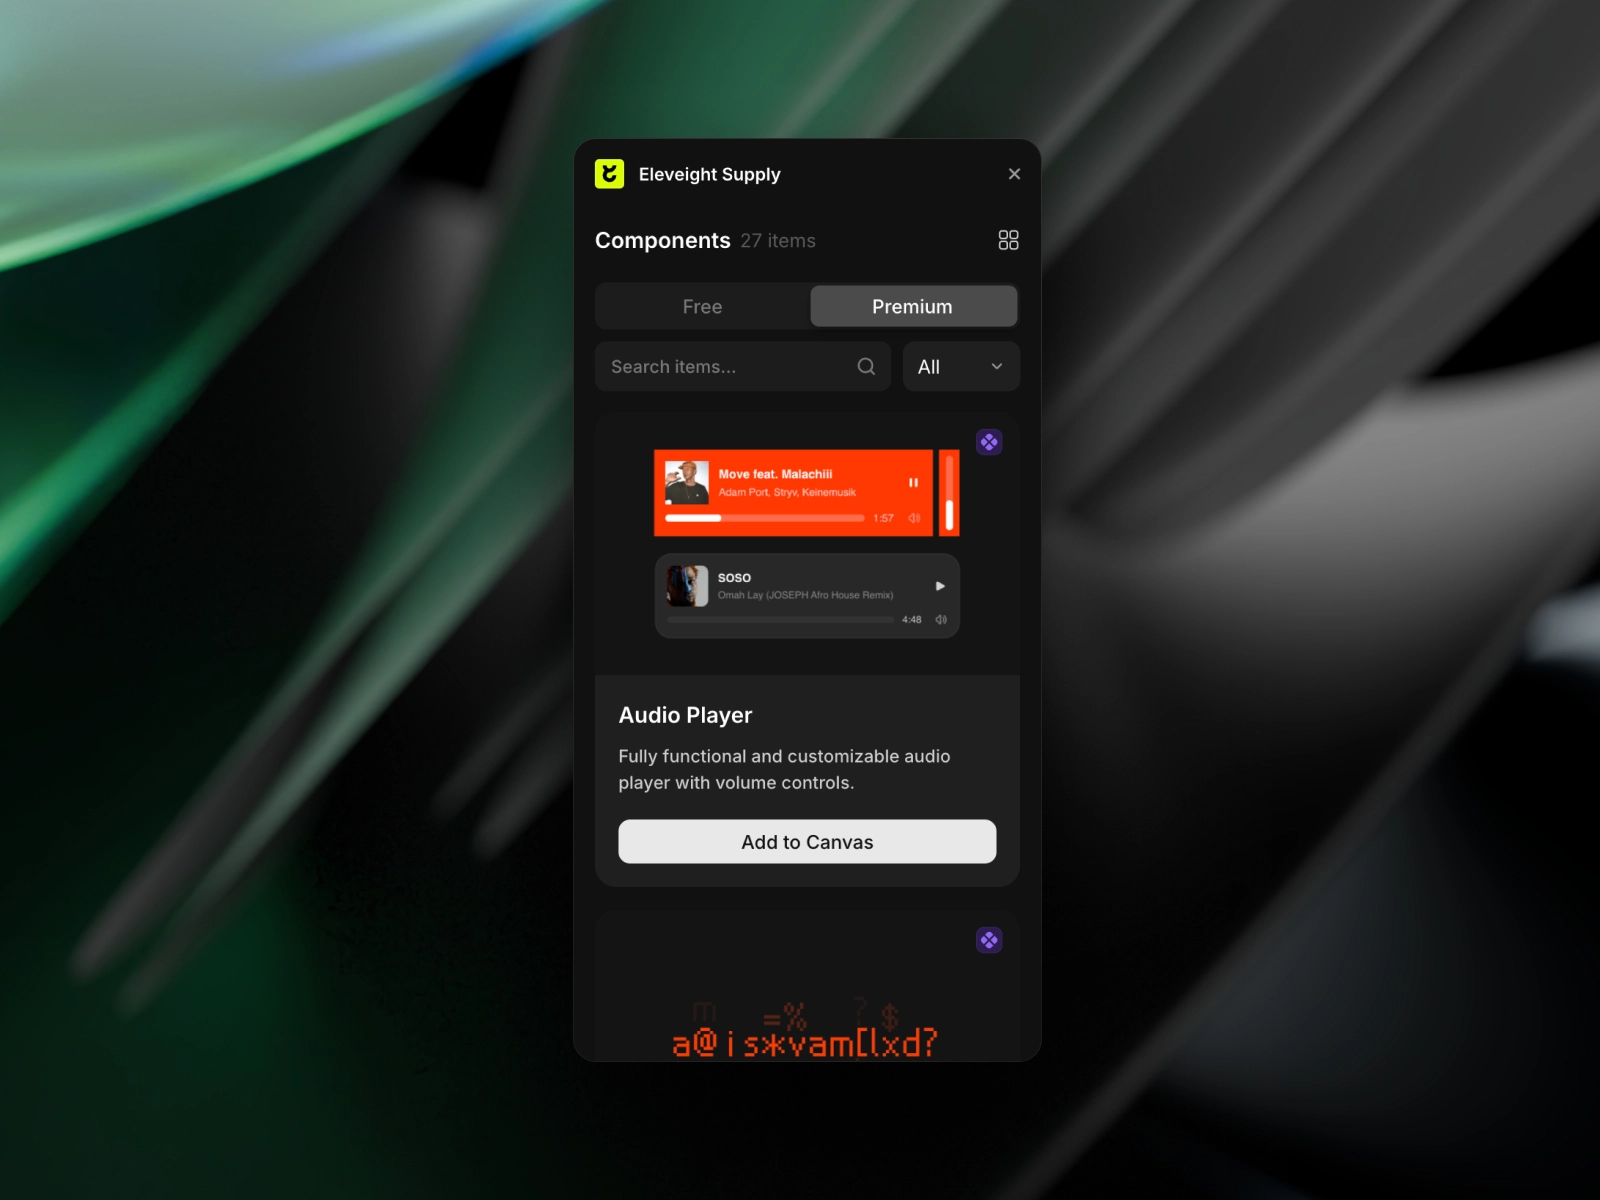 Eleveight Supply
Components 27 items
Free Premium
Search items... All
Move feat. Malachiii
Adam Port, Stryv, Keinemusik
1:57
soso
Omah Lay (JOSEPH Afro House Remix)
4:48
Audio Player
Fully functional and customizable audio
player with volume controls.
Add to Canvas
m =% ? $
a@is*vam[lxd?